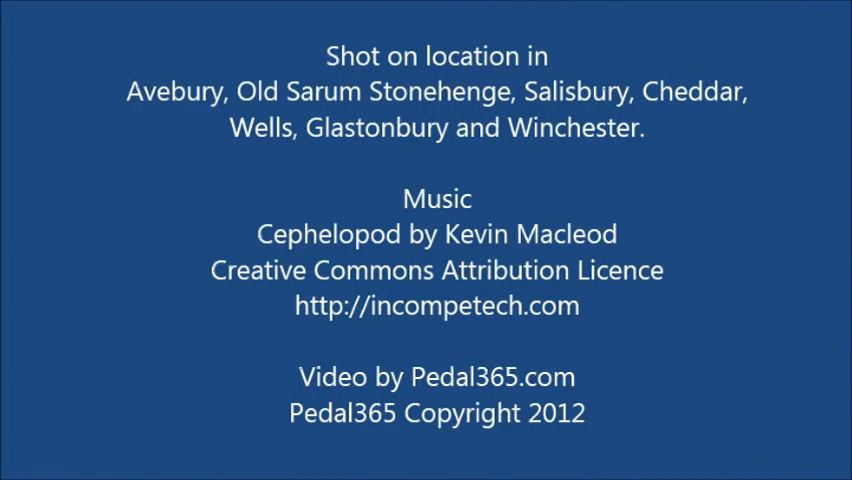 Shot on location in
Avebury, Old Sarum Stonehenge, Salisbury, Cheddar,
Wells, Glastonbury and Winchester.
Music
Cephelopod by Kevin Macleod
Creative Commons Attribution Licence
http://incompetech.com
Video by Pedal365.com
Pedal365 Copyright 2012